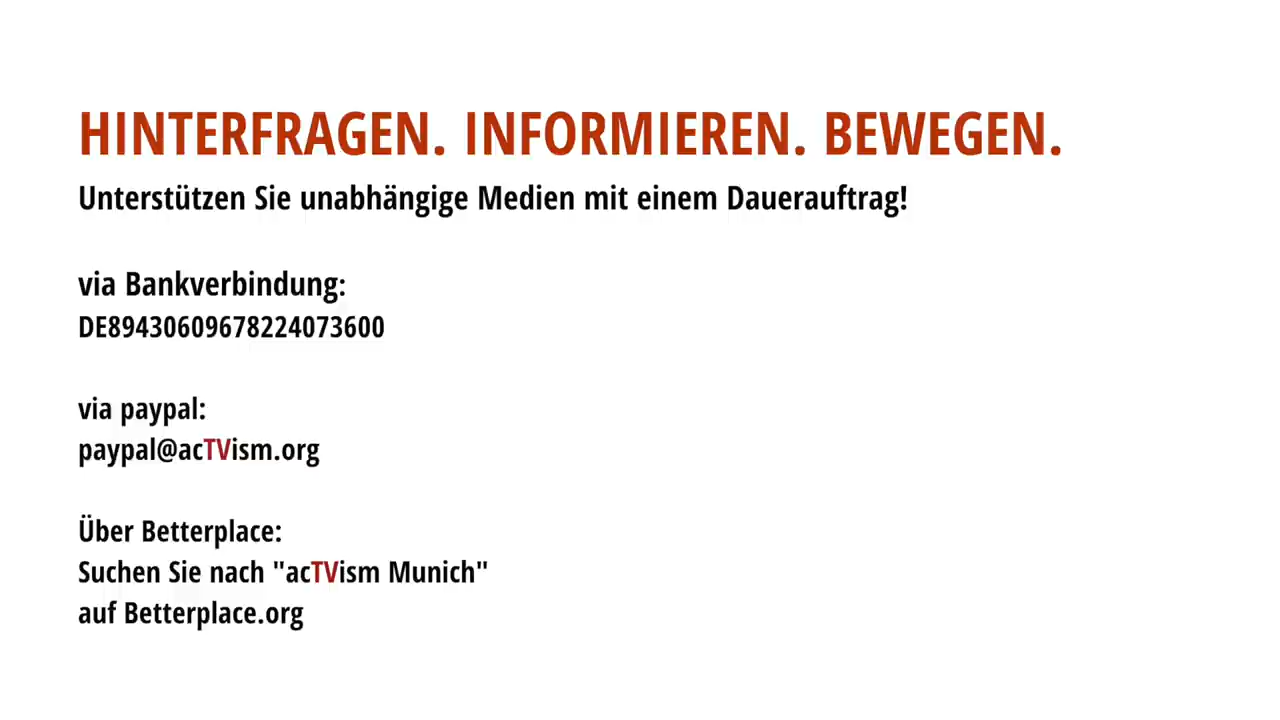 HINTERFRAGEN. INFORMIEREN. BEWEGEN.
Unterstützen Sie unabhängige Medien mit einem Dauerauftrag!
via Bankverbindung:
DE89430609678224073600
via paypal:
paypal@acTVism.org
Über Betterplace:
Suchen Sie nach "acTVism Munich"
auf Betterplace.org